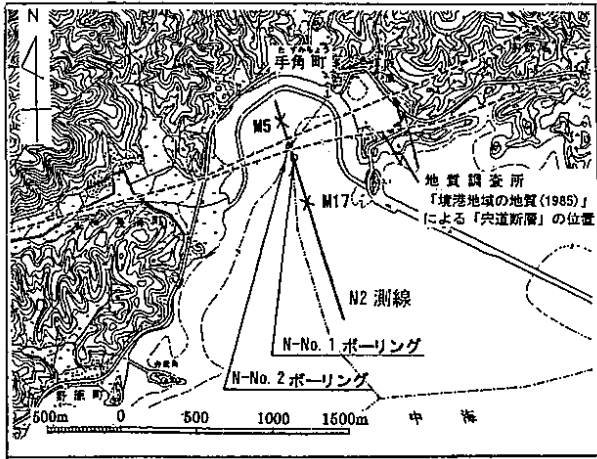 N
たずみちょう
手角町
M5
M17
地質調査所
「境港地域の地質(1985)」
による「宍道断層」の位置
N2 測線
N-No. 1 ボーリング
N-No. 2 ボーリング
野原町
500m 0 500 1000 1500m
中海